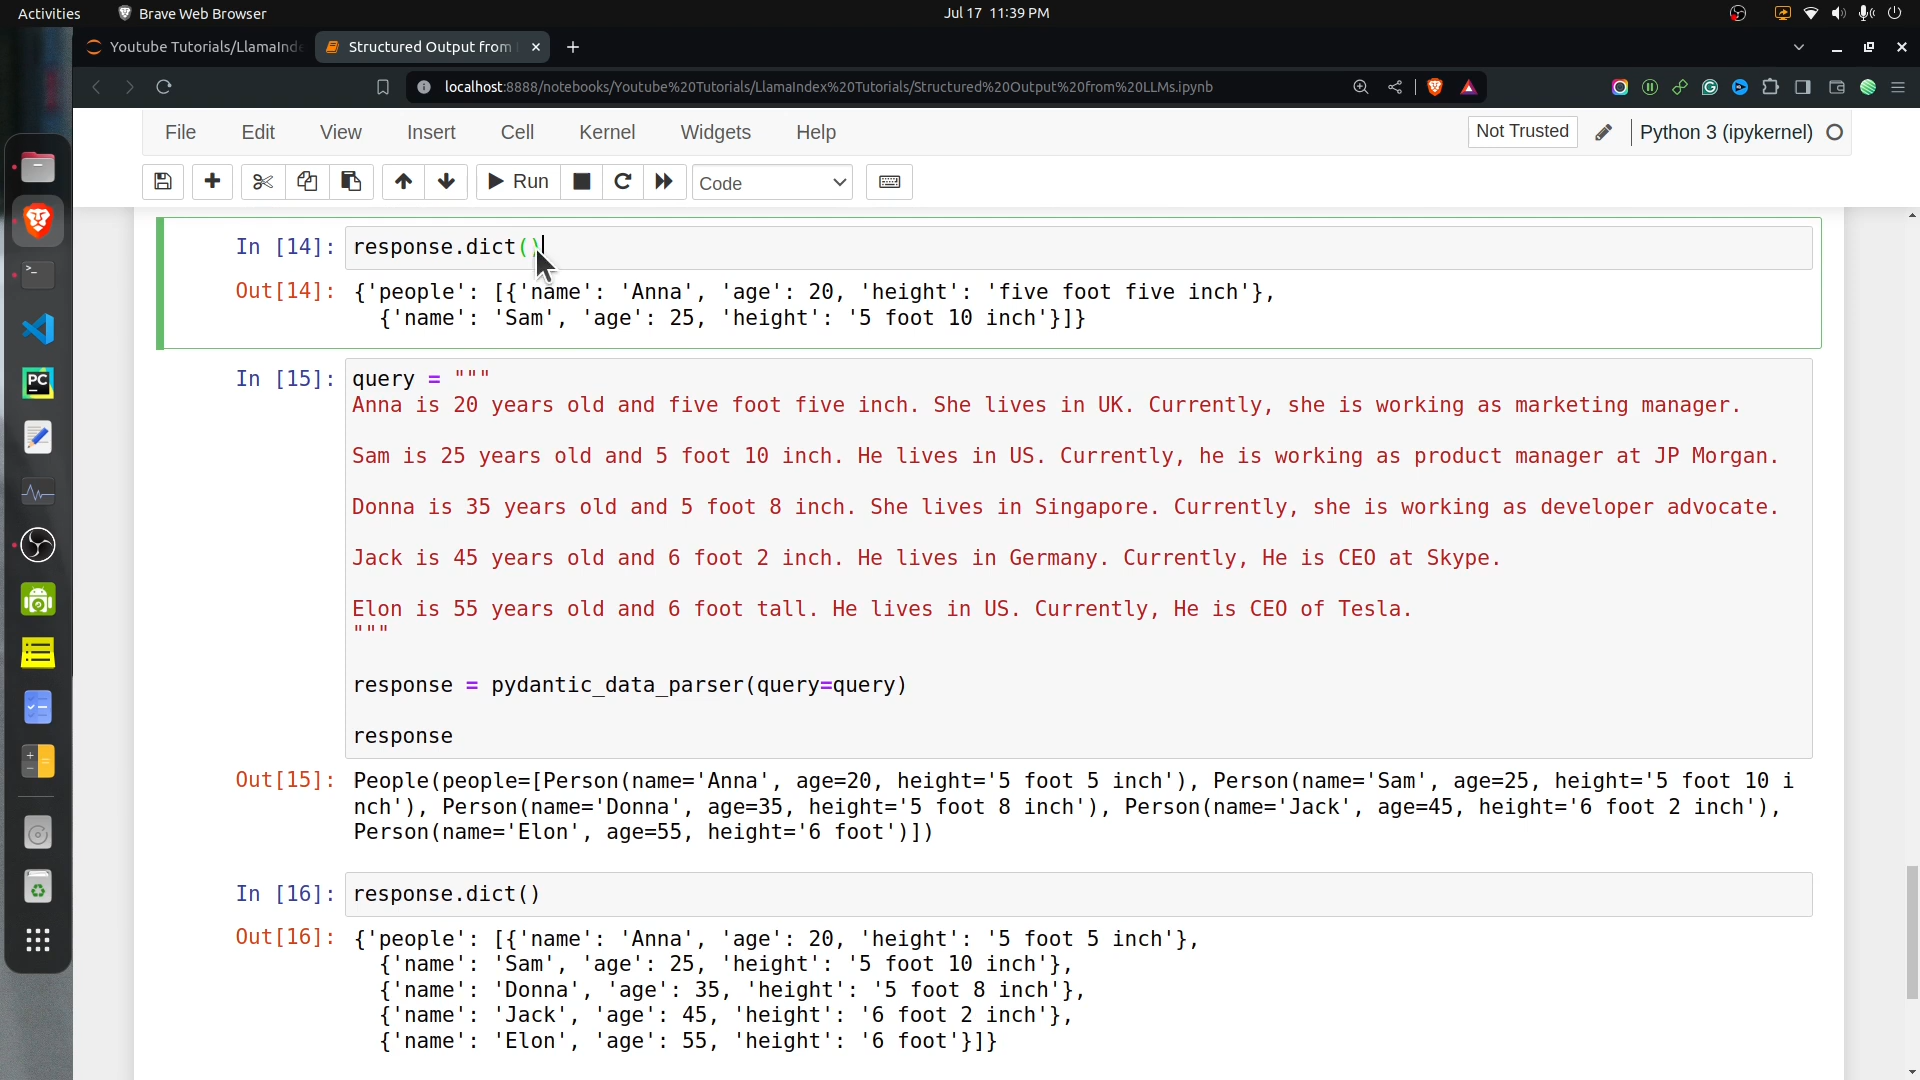 Activities Brave Web Browser Jul 17 11:39 PM
Youtube Tutorials/LlamaInd Structured Output from
localhost:8888/notebooks/Youtube%20Tutorials/LlamaIndex%20Tutorials/Structured%20Output%20from%20LLMs.ipynb
File Edit View Insert Cell Kernel Widgets Help Not Trusted Python 3 (ipykernel)
Run Code
In [14]: response.dict()
Out[14]: {'people': [{'name': 'Anna', 'age': 20, 'height': 'five foot five inch'},
{'name': 'Sam', 'age': 25, 'height': '5 foot 10 inch'}]}
In [15]: query = """
Anna is 20 years old and five foot five inch. She lives in UK. Currently, she is working as marketing manager.
Sam is 25 years old and 5 foot 10 inch. He lives in US. Currently, he is working as product manager at JP Morgan.
Donna is 35 years old and 5 foot 8 inch. She lives in Singapore. Currently, she is working as developer advocate.
Jack is 45 years old and 6 foot 2 inch. He lives in Germany. Currently, He is CEO at Skype.
Elon is 55 years old and 6 foot tall. He lives in US. Currently, He is CEO of Tesla.
"""
response = pydantic_data_parser(query=query)
response
Out[15]: People(people=[Person(name='Anna', age=20, height='5 foot 5 inch'), Person(name='Sam', age=25, height='5 foot 10 i
nch'), Person(name='Donna', age=35, height='5 foot 8 inch'), Person(name='Jack', age=45, height='6 foot 2 inch'),
Person(name='Elon', age=55, height='6 foot')])
In [16]: response.dict()
Out[16]: {'people': [{'name': 'Anna', 'age': 20, 'height': '5 foot 5 inch'},
{'name': 'Sam', 'age': 25, 'height': '5 foot 10 inch'},
{'name': 'Donna', 'age': 35, 'height': '5 foot 8 inch'},
{'name': 'Jack', 'age': 45, 'height': '6 foot 2 inch'},
{'name': 'Elon', 'age': 55, 'height': '6 foot'}]}